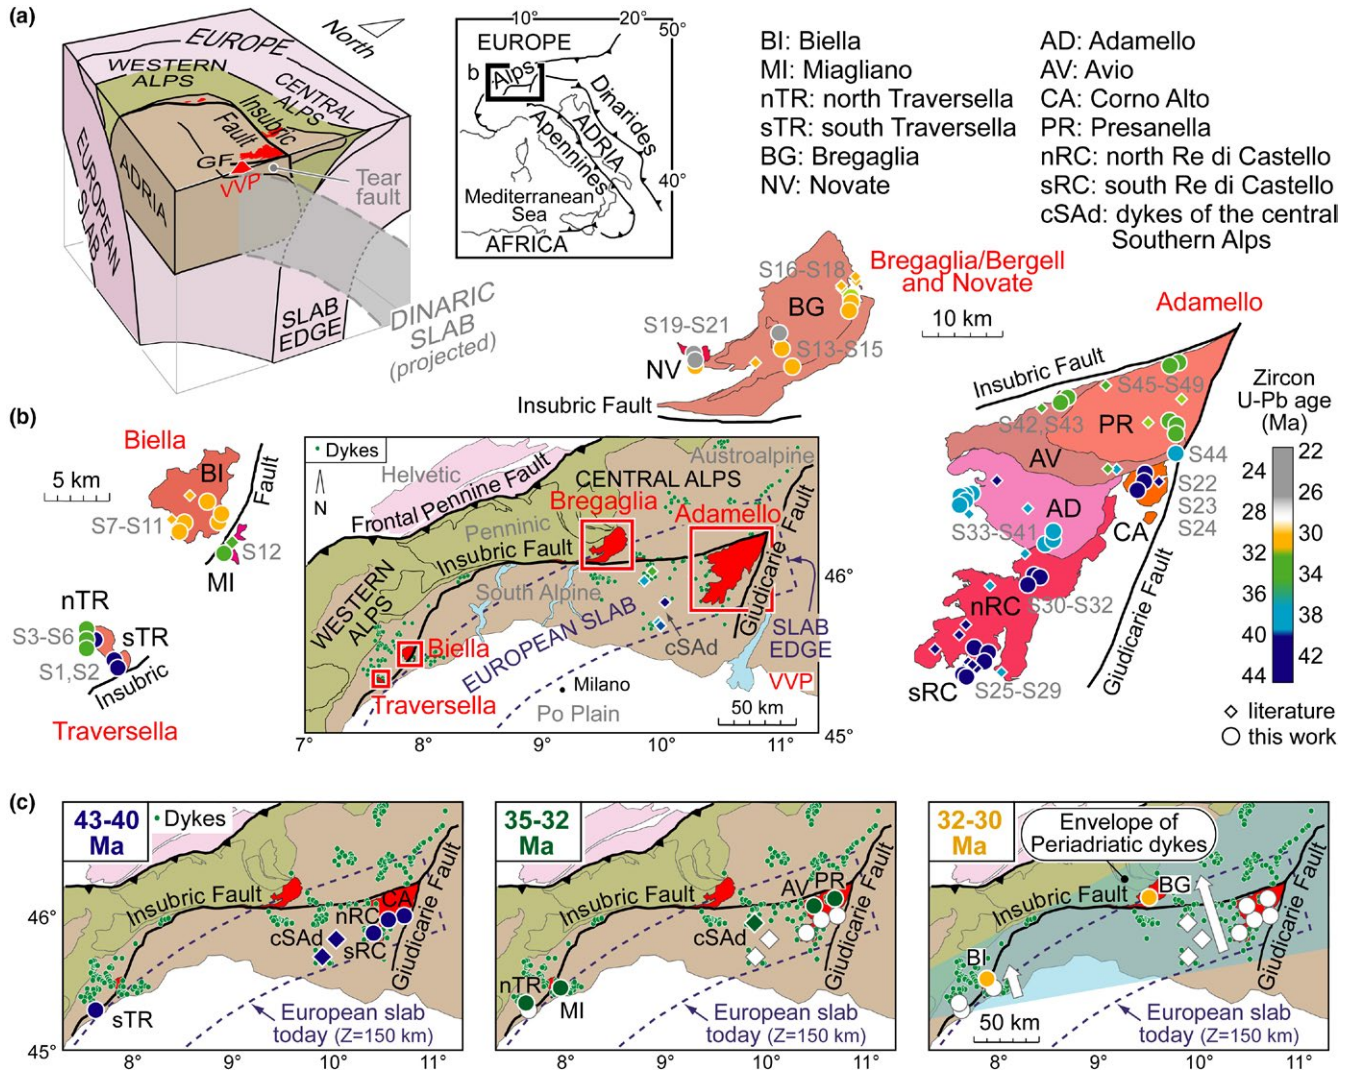 (a)
North
EUROPE
WESTERN
ALPS
CENTRAL
ALPS
Insubric
Fault
GF
VVP
Tear
fault
ADRIA
EUROPEAN
SLAB
SLAB
EDGE
DINARIC
SLAB
(projected)
10°
20°
50°
40°
EUROPE
b
Alps
Dinarides
ADRIA
Apennines
Mediterranean
Sea
AFRICA
BI: Biella
MI: Miagliano
nTR: north Traversella
sTR: south Traversella
BG: Bregaglia
NV: Novate
AD: Adamello
AV: Avio
CA: Corno Alto
PR: Presanella
nRC: north Re di Castello
sRC: south Re di Castello
cSAd: dykes of the central
Southern Alps
Bregaglia/Bergell
and Novate
10 km
S16-S18
BG
S19-S21
S13-S15
NV
Insubric Fault
Adamello
Insubric Fault
S45-S49
S42,S43
PR
S44
AV
S22
S23
S24
AD
S33-S41
CA
nRC
S30-S32
sRC
S25-S29
Giudicarie Fault
Zircon
U-Pb age
(Ma)
22
24
26
28
30
32
34
36
38
40
42
44
literature
this work
(b)
Biella
5 km
BI
Fault
S7-S11
S12
MI
nTR
S3-S6
sTR
S1,S2
Insubric
Traversella
Dykes
N
Helvetic
Frontal Pennine Fault
CENTRAL ALPS
Austroalpine
Bregaglia
Adamello
Penninic
Insubric Fault
WESTERN
ALPS
South Alpine
EUROPEAN SLAB
Giudicarie Fault
cSAd
SLAB
EDGE
Biella
Traversella
Milano
Po Plain
VVP
50 km
46°
45°
7°
8°
9°
10°
11°
(c)
43-40
Ma
Dykes
Insubric Fault
CA
nRC
cSAd
sRC
Giudicarie Fault
sTR
European slab
today (Z=150 km)
46°
45°
8°
9°
10°
11°
35-32
Ma
Insubric Fault
AV
PR
cSAd
Giudicarie Fault
nTR
MI
European slab
today (Z=150 km)
8°
9°
10°
11°
32-30
Ma
Envelope of
Periadriatic dykes
Insubric Fault
BG
BI
Giudicarie Fault
50 km
European slab
today (Z=150 km)
8°
9°
10°
11°